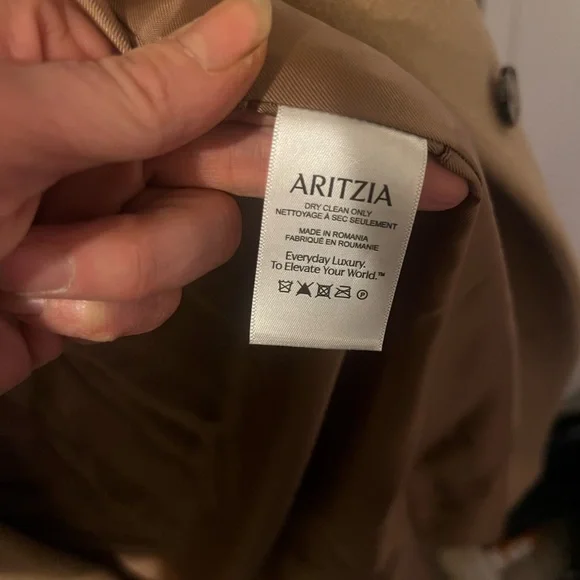 ARITZIA
DRY CLEAN ONLY
NETTOYAGE À SEC SEULEMENT
MADE IN ROMANIA
FABRIQUÉ EN ROUMANIE
Everyday Luxury.
To Elevate Your World.™
P